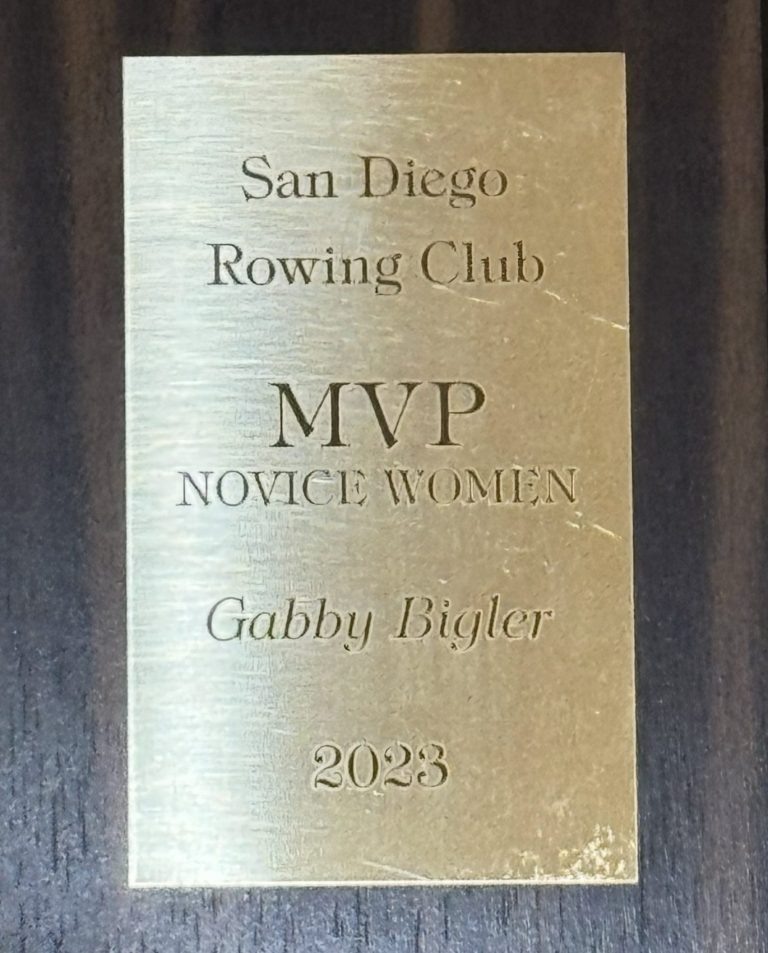 San Diego
Rowing Club
MVP
NOVICE WOMEN
Gabby Bigler
2023